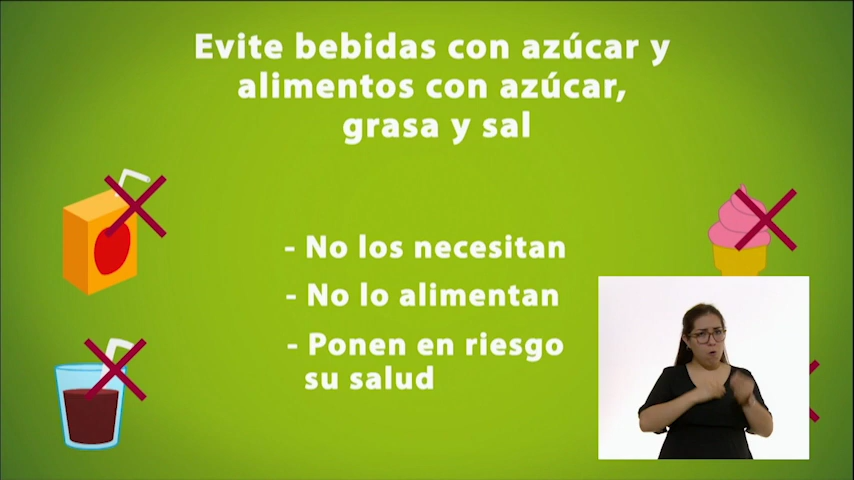 Evite bebidas con azúcar y
alimentos con azúcar,
grasa y sal
- No los necesitan
- No lo alimentan
- Ponen en riesgo
su salud